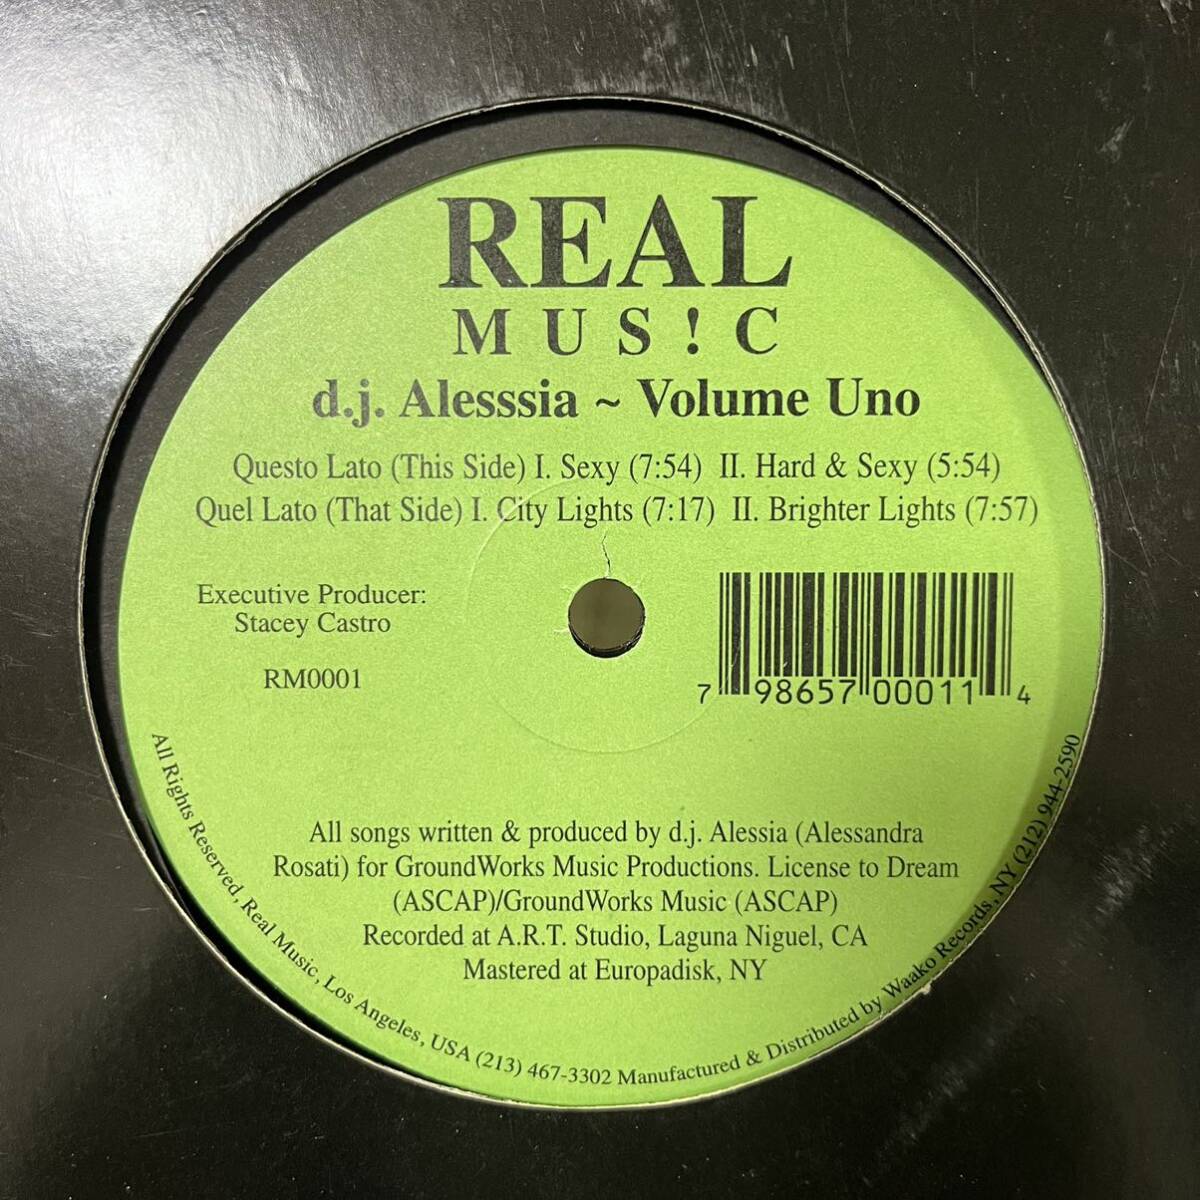 REAL
MUS!C
d.j. Alesssia ~ Volume Uno
Questo Lato (This Side) I. Sexy (7:54) II. Hard & Sexy (5:54)
Quel Lato (That Side) I. City Lights (7:17) II. Brighter Lights (7:57)
Executive Producer:
Stacey Castro
RM0001
7 98657 00011 4
All songs written & produced by d.j. Alessia (Alessandra
Rosati) for GroundWorks Music Productions. License to Dream
(ASCAP)/GroundWorks Music (ASCAP)
Recorded at A.R.T. Studio, Laguna Niguel, CA
Mastered at Europadisk, NY
All Rights Reserved, Real Music, Los Angeles, USA (213) 467-3302 Manufactured & Distributed by Waako Records, NY (212) 944-2590